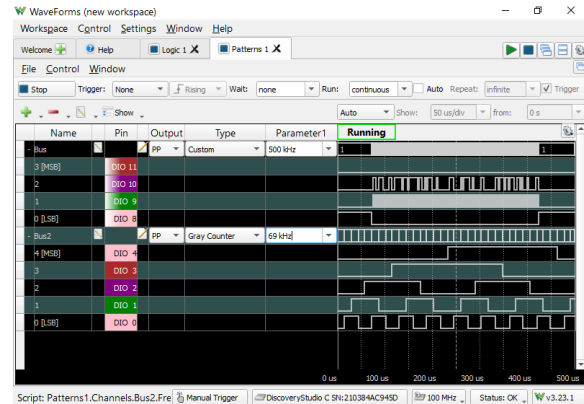 WaveForms (new workspace)
Workspace Control Settings Window Help
Welcome Help Logic 1 Patterns 1
File Control Window
Stop Trigger: None Rising Wait: none Run: continuous Auto Repeat: infinite Trigger
Show Auto Show: 50 us/div from: 0 s
Name Pin Output Type Parameter1 Running
Bus PP Custom 500 kHz 1 1
3 [MSB] DIO 11
2 DIO 10
1 DIO 9
0 [LSB] DIO 8
Bus2 PP Gray Counter 69 kHz
4 [MSB] DIO 4
3 DIO 3
2 DIO 2
1 DIO 1
0 [LSB] DIO 0
0 us 100 us 200 us 300 us 400 us 500 us
Script: Patterns1.Channels.Bus2.Fre Manual Trigger DiscoveryStudio C SN:210384AC945D 100 MHz Status: OK v3.23.1